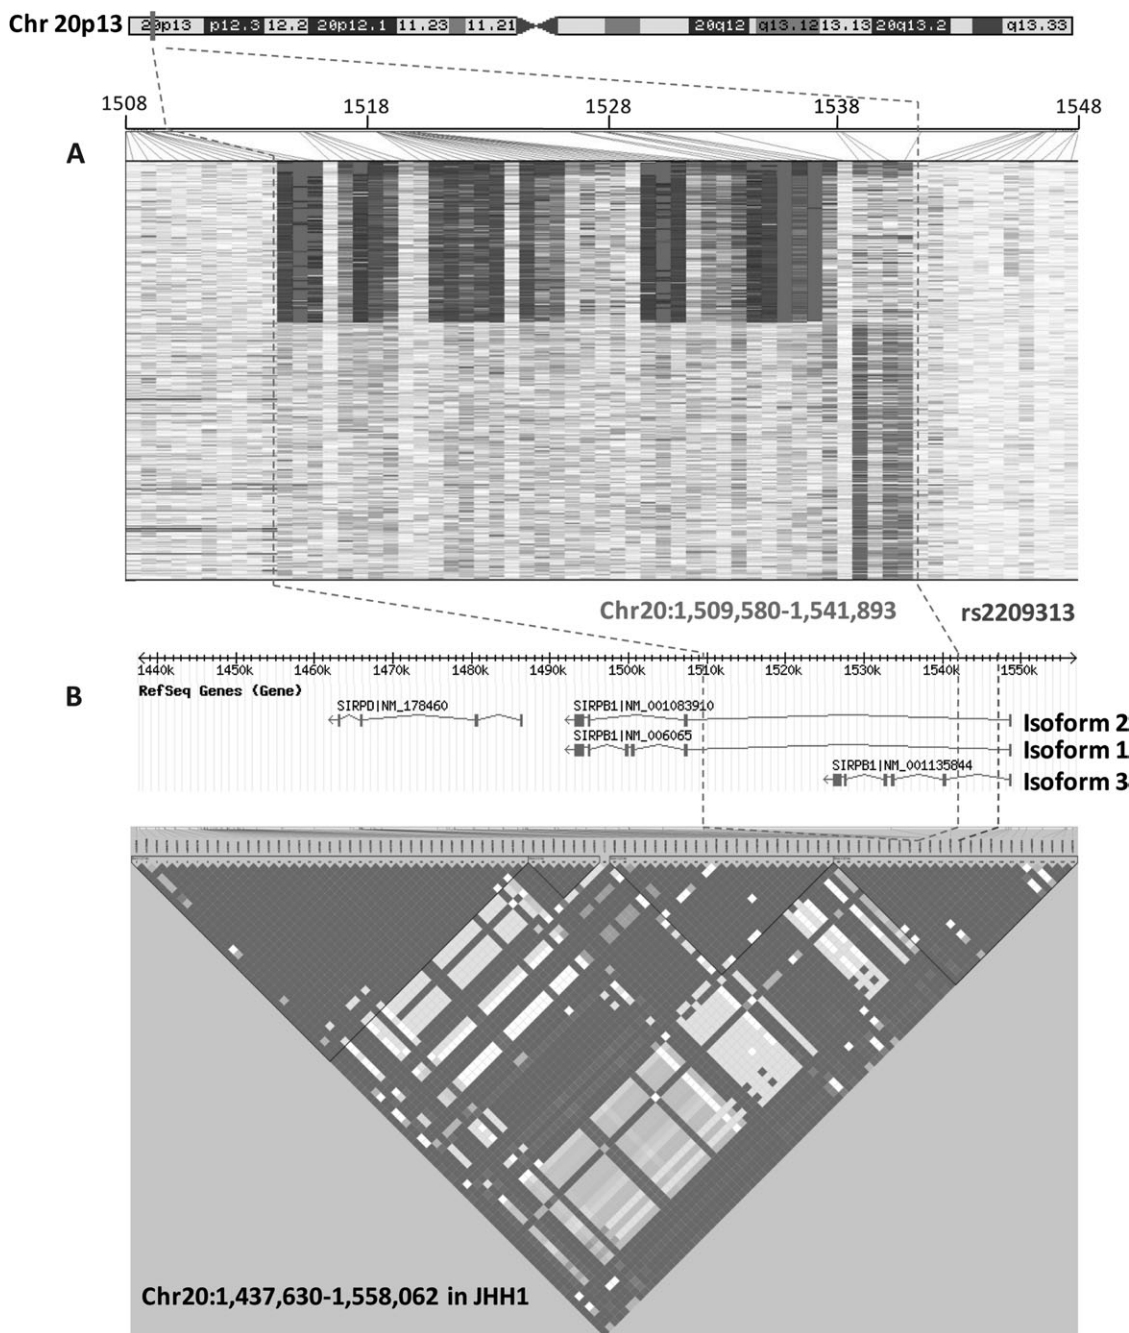 Chr 20p13 20p13 p12.3 12.2 20p12.1 11.23 11.21 20q12 q13.12 13.13 20q13.2 q13.33
1508 1518 1528 1538 1548
A
Chr20:1,509,580-1,541,893 rs2209313
1440k 1450k 1460k 1470k 1480k 1490k 1500k 1510k 1520k 1530k 1540k 1550k
B
RefSeq Genes (Gene)
SIRPD|NM_178460 SIRPB1|NM_001083910
Isoform 2
SIRPB1|NM_006065
Isoform 1
SIRPB1|NM_001135844
Isoform 3
Chr20:1,437,630-1,558,062 in JHH1